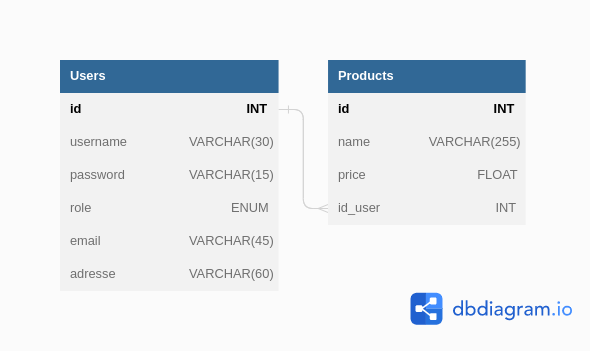 Users
id INT
username VARCHAR(30)
password VARCHAR(15)
role ENUM
email VARCHAR(45)
adresse VARCHAR(60)
Products
id INT
name VARCHAR(255)
price FLOAT
id_user INT
dbdiagram.io